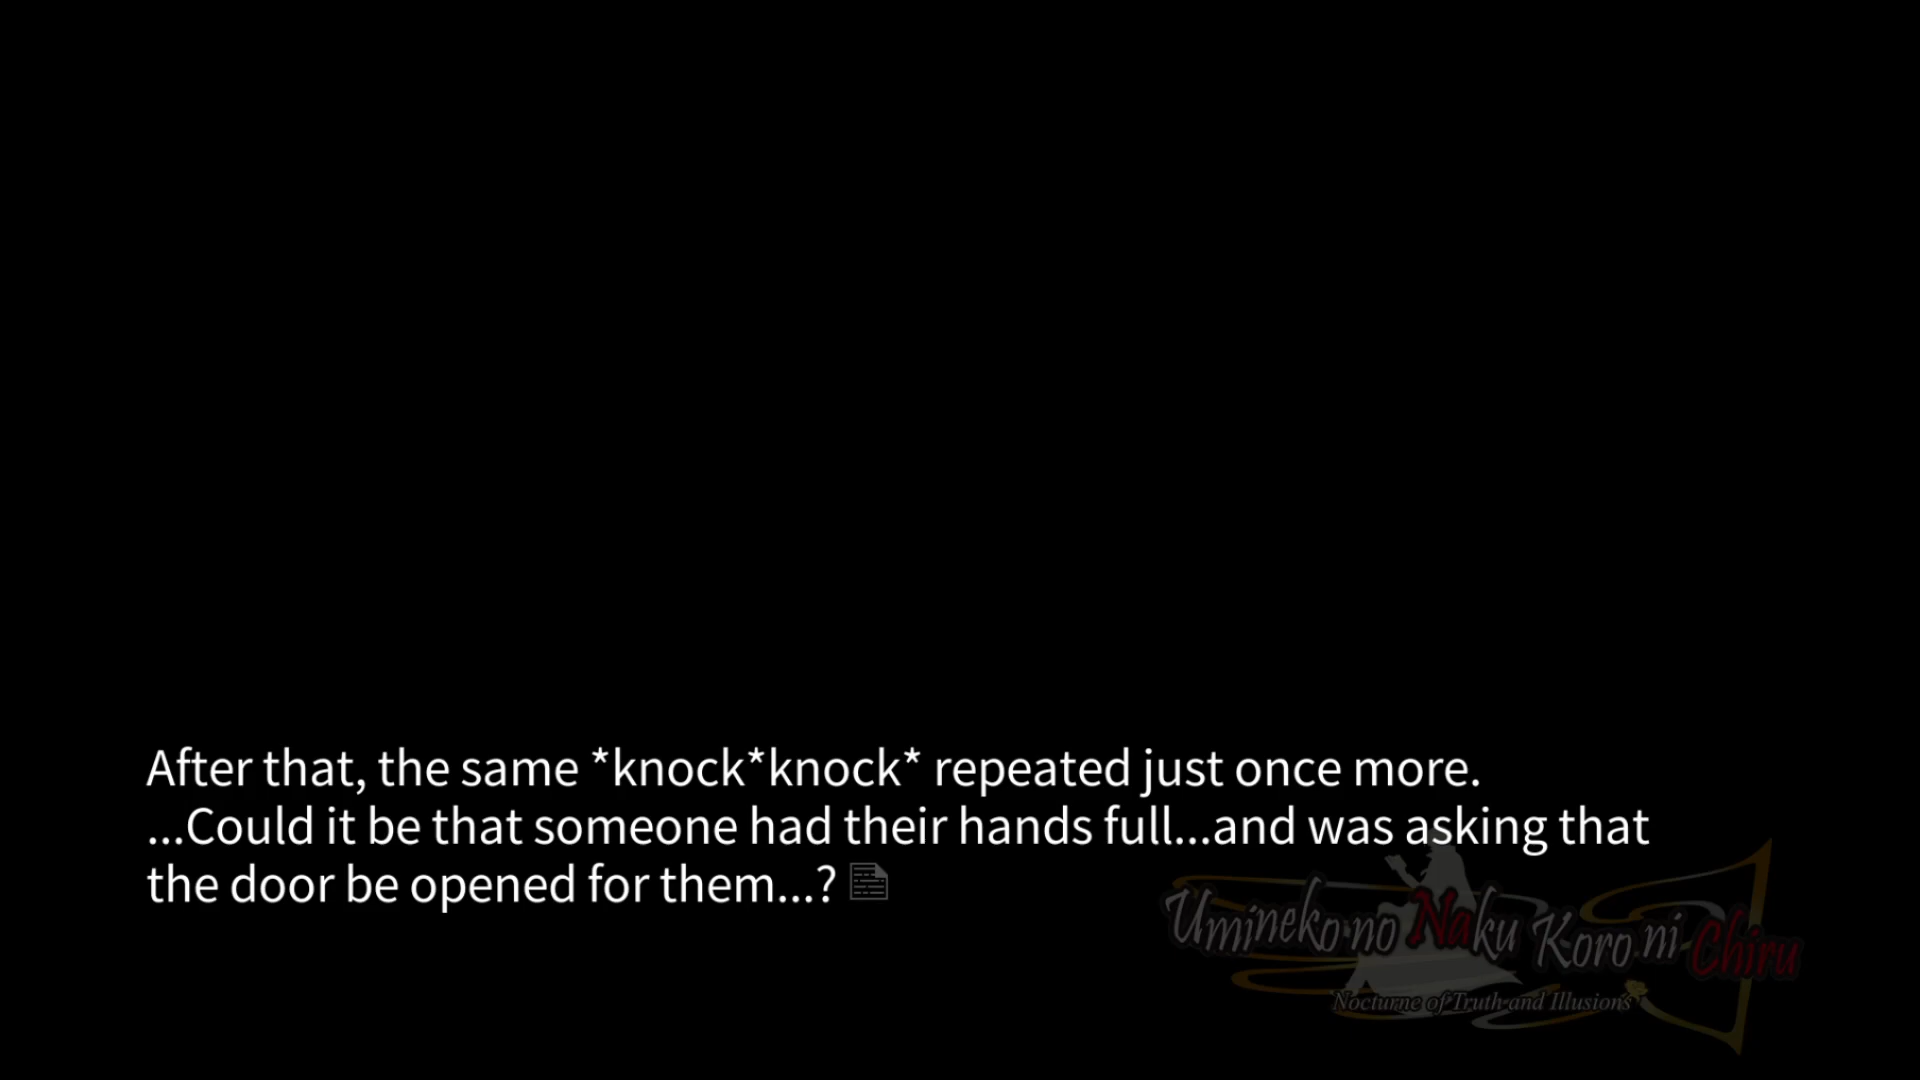 After that, the same *knock*knock* repeated just once more.
...Could it be that someone had their hands full...and was asking that
the door be opened for them...?
Umineko no Naku Koro ni Chiru
Nocturne of Truth and Illusions